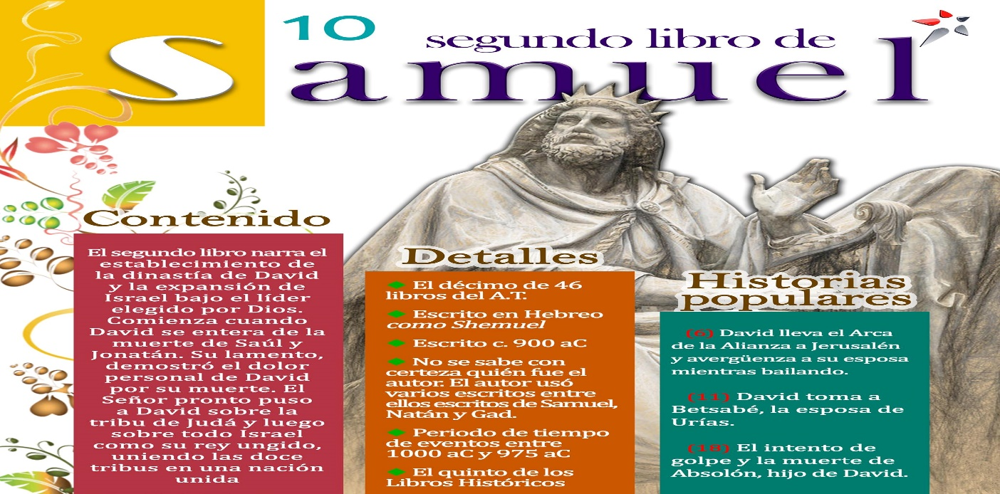 10
segundo libro de
Samuel
Contenido
El segundo libro narra el
establecimiento de
la dinastía de David
y la expansión de
Israel bajo el líder
elegido por Dios.
Comienza cuando
David se entera de la
muerte de Saúl y
Jonatán. Su lamento,
demostró el dolor
personal de David
por su muerte. El
Señor pronto puso
a David sobre la
tribu de Judá y luego
sobre todo Israel
como su rey ungido,
uniendo las doce
tribus en una nación
unida
Detalles
El décimo de 46
libros del A.T.
Escrito en Hebreo
como Shemuel
Escrito c. 900 aC
No se sabe con
certeza quién fue el
autor. El autor usó
varios escritos entre
ellos escritos de Samuel,
Natán y Gad.
Periodo de tiempo
de eventos entre
1000 aC y 975 aC
El quinto de los
Libros Históricos
Historias
populares
(6) David lleva el Arca
de la Alianza a Jerusalén
y avergüenza a su esposa
mientras bailando.
(11) David toma a
Betsabé, la esposa de
Urías.
(18) El intento de
golpe y la muerte de
Absolón, hijo de David.